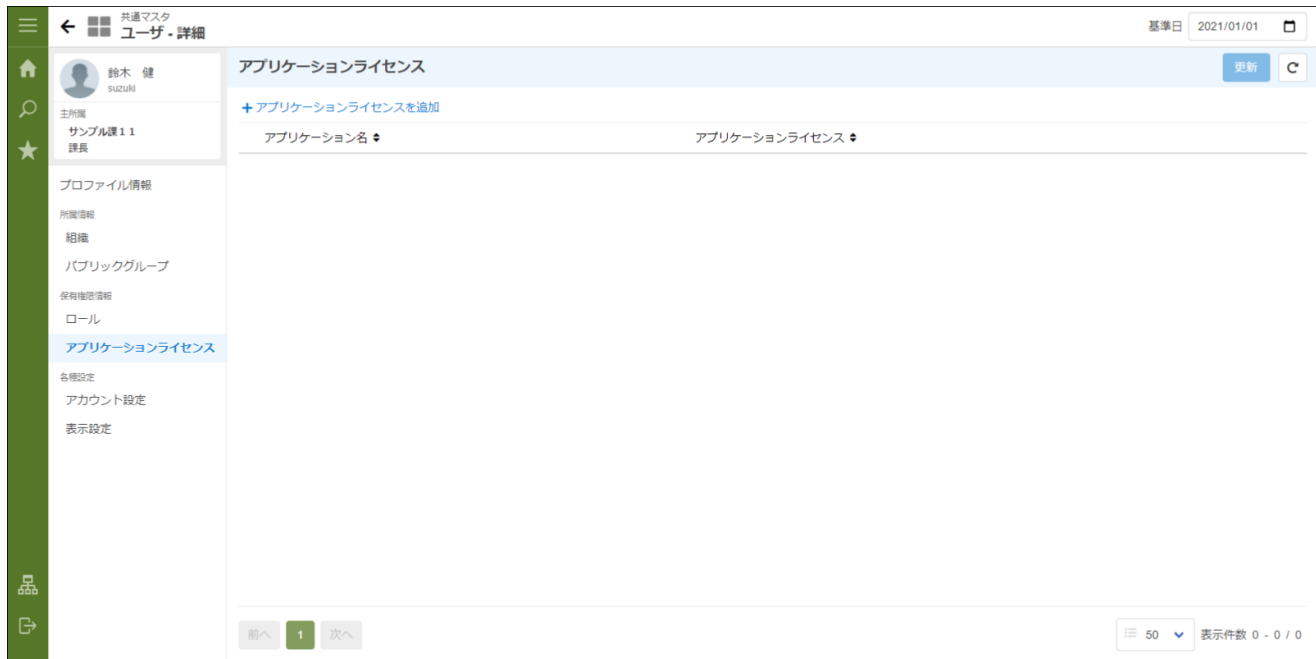 共通マスタ
ユーザ - 詳細
基準日 2021/01/01
鈴木 健
suzuki
主所属
サンプル課11
課長
プロファイル情報
所属情報
組織
パブリックグループ
保有権限情報
ロール
アプリケーションライセンス
各種設定
アカウント設定
表示設定
アプリケーションライセンス
更新
アプリケーションライセンスを追加
アプリケーション名 アプリケーションライセンス
前へ 1 次へ
50 表示件数 0 - 0 / 0